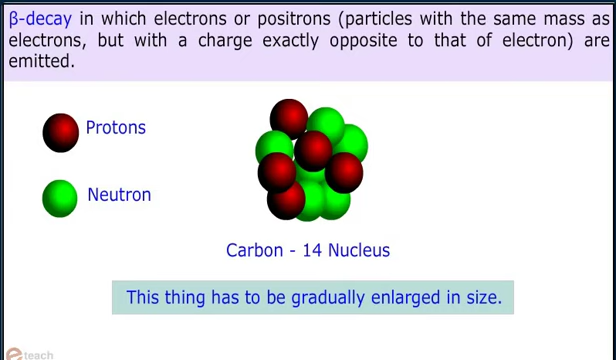 β-decay in which electrons or positrons (particles with the same mass as
electrons, but with a charge exactly opposite to that of electron) are
emitted.
Protons
Neutron
Carbon - 14 Nucleus
This thing has to be gradually enlarged in size.
e teach